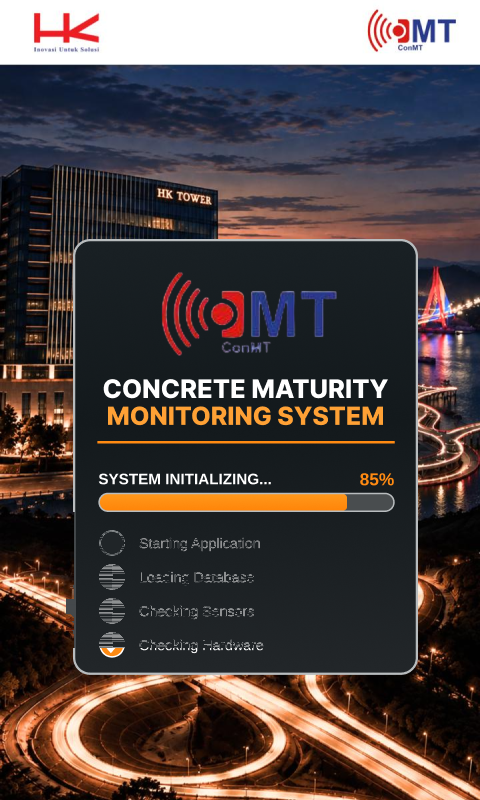 HK
Inovasi Untuk Solusi
MT
ConMT
HK TOWER
MT
ConMT
CONCRETE MATURITY
MONITORING SYSTEM
SYSTEM INITIALIZING... 85%
Starting Application
Loading Database
Checking Sensors
Checking Hardware